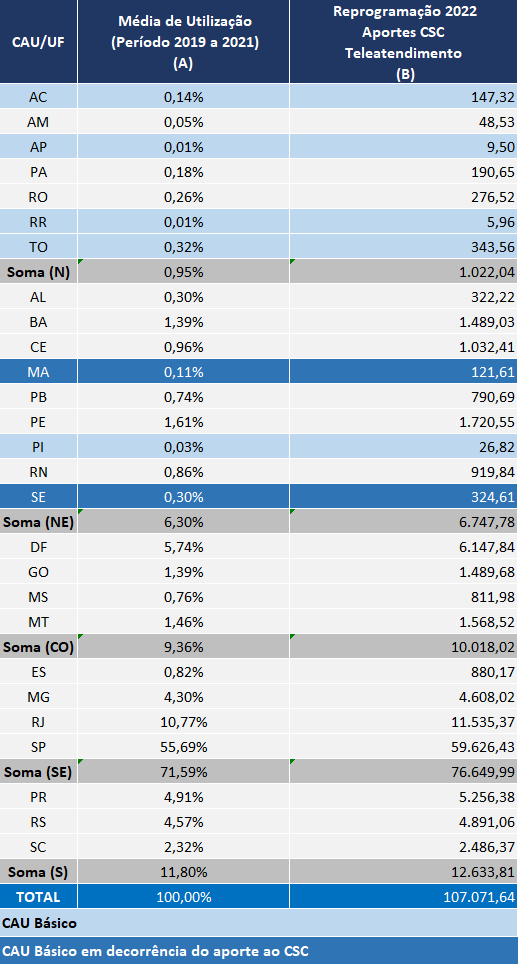 CAU/UF Média de Utilização (Período 2019 a 2021) (A) Reprogramação 2022 Aportes CSC Teleatendimento (B)
AC 0,14% 147,32
AM 0,05% 48,53
AP 0,01% 9,50
PA 0,18% 190,65
RO 0,26% 276,52
RR 0,01% 5,96
TO 0,32% 343,56
Soma (N) 0,95% 1.022,04
AL 0,30% 322,22
BA 1,39% 1.489,03
CE 0,96% 1.032,41
MA 0,11% 121,61
PB 0,74% 790,69
PE 1,61% 1.720,55
PI 0,03% 26,82
RN 0,86% 919,84
SE 0,30% 324,61
Soma (NE) 6,30% 6.747,78
DF 5,74% 6.147,84
GO 1,39% 1.489,68
MS 0,76% 811,98
MT 1,46% 1.568,52
Soma (CO) 9,36% 10.018,02
ES 0,82% 880,17
MG 4,30% 4.608,02
RJ 10,77% 11.535,37
SP 55,69% 59.626,43
Soma (SE) 71,59% 76.649,99
PR 4,91% 5.256,38
RS 4,57% 4.891,06
SC 2,32% 2.486,37
Soma (S) 11,80% 12.633,81
TOTAL 100,00% 107.071,64
CAU Básico
CAU Básico em decorrência do aporte ao CSC